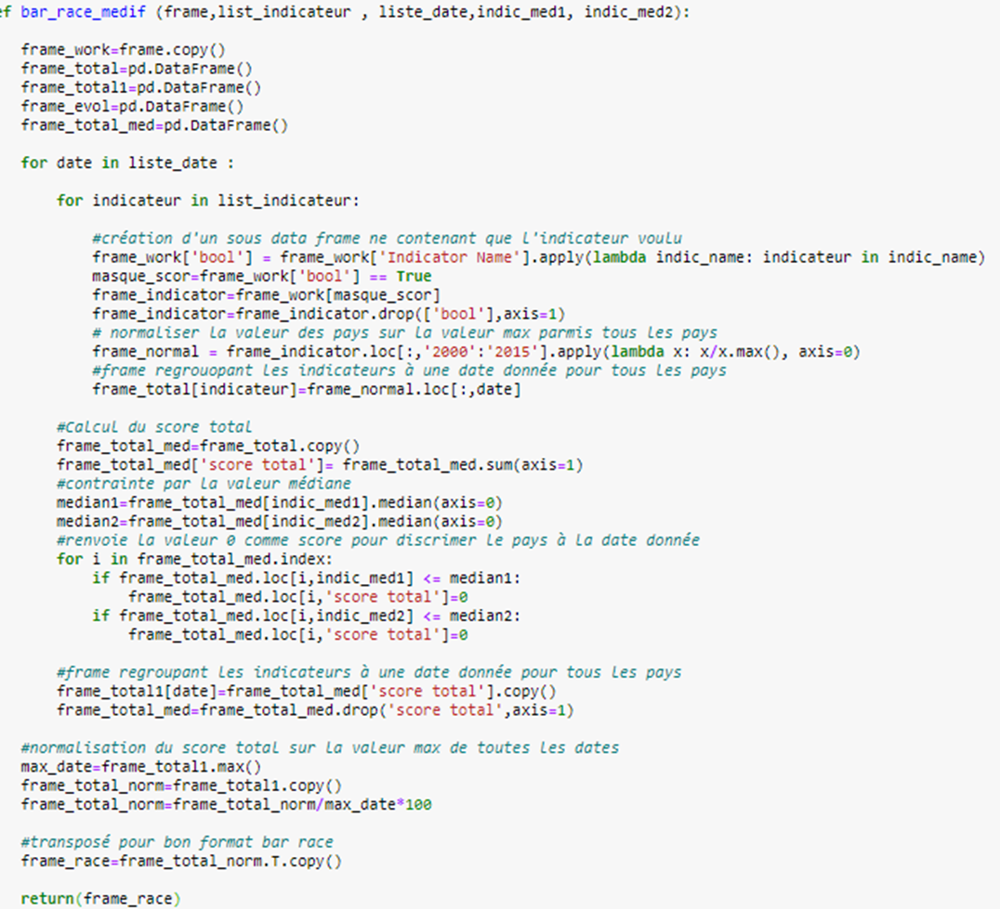 ef bar_race_medif (frame,list_indicateur , liste_date,indic_med1, indic_med2):
frame_work=frame.copy()
frame_total=pd.DataFrame()
frame_total1=pd.DataFrame()
frame_evol=pd.DataFrame()
frame_total_med=pd.DataFrame()
for date in liste_date :
for indicateur in list_indicateur:
#création d'un sous data frame ne contenant que l'indicateur voulu
frame_work['bool'] = frame_work['Indicator Name'].apply(lambda indic_name: indicateur in indic_name)
masque_scor=frame_work['bool'] == True
frame_indicator=frame_work[masque_scor]
frame_indicator=frame_indicator.drop(['bool'],axis=1)
# normaliser la valeur des pays sur la valeur max parmis tous les pays
frame_normal = frame_indicator.loc[:,'2000':'2015'].apply(lambda x: x/x.max(), axis=0)
#frame regrouopant les indicateurs à une date donnée pour tous les pays
frame_total[indicateur]=frame_normal.loc[:,date]
#Calcul du score total
frame_total_med=frame_total.copy()
frame_total_med['score total']= frame_total_med.sum(axis=1)
#contrainte par la valeur médiane
median1=frame_total_med[indic_med1].median(axis=0)
median2=frame_total_med[indic_med2].median(axis=0)
#renvoie la valeur 0 comme score pour discrimer le pays à la date donnée
for i in frame_total_med.index:
if frame_total_med.loc[i,indic_med1] <= median1:
frame_total_med.loc[i,'score total']=0
if frame_total_med.loc[i,indic_med2] <= median2:
frame_total_med.loc[i,'score total']=0
#frame regroupant les indicateurs à une date donnée pour tous les pays
frame_total1[date]=frame_total_med['score total'].copy()
frame_total_med=frame_total_med.drop('score total',axis=1)
#normalisation du score total sur la valeur max de toutes les dates
max_date=frame_total1.max()
frame_total_norm=frame_total1.copy()
frame_total_norm=frame_total_norm/max_date*100
#transposé pour bon format bar race
frame_race=frame_total_norm.T.copy()
return(frame_race)